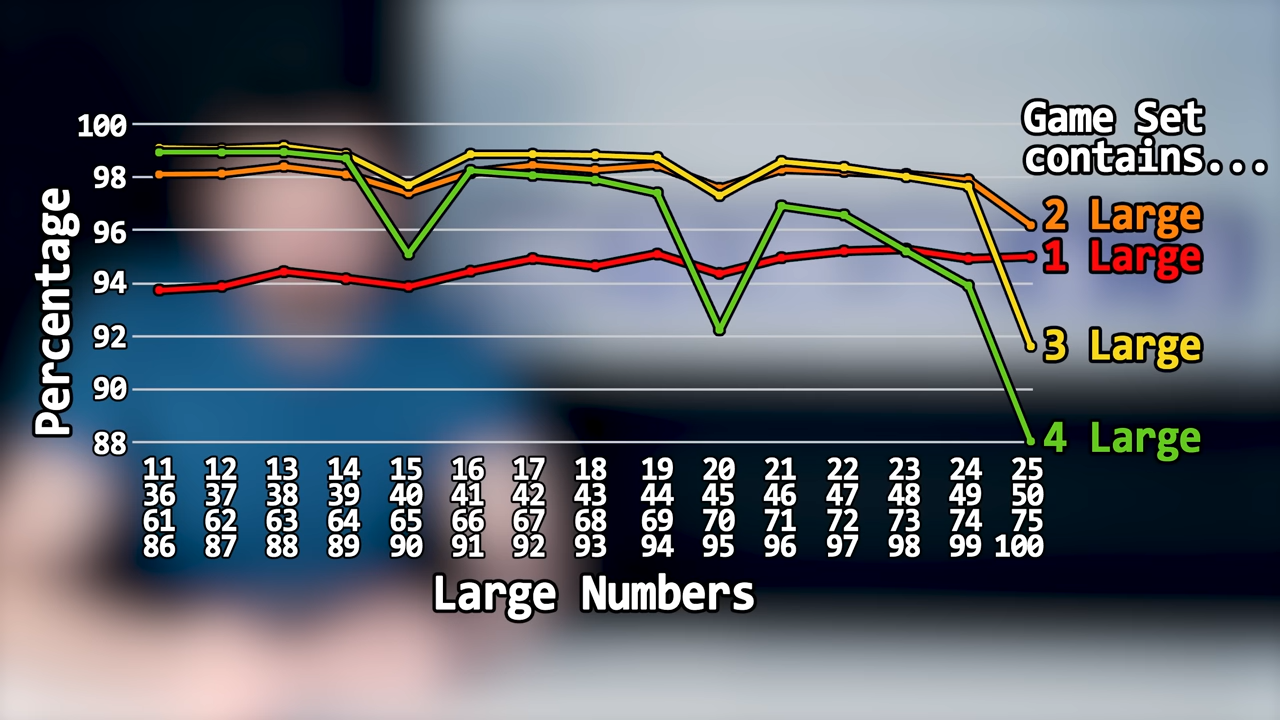 Game Set
contains...
100
98
96
94
92
90
88
Percentage
2 Large
1 Large
3 Large
4 Large
11 12 13 14 15 16 17 18 19 20 21 22 23 24 25
36 37 38 39 40 41 42 43 44 45 46 47 48 49 50
61 62 63 64 65 66 67 68 69 70 71 72 73 74 75
86 87 88 89 90 91 92 93 94 95 96 97 98 99 100
Large Numbers